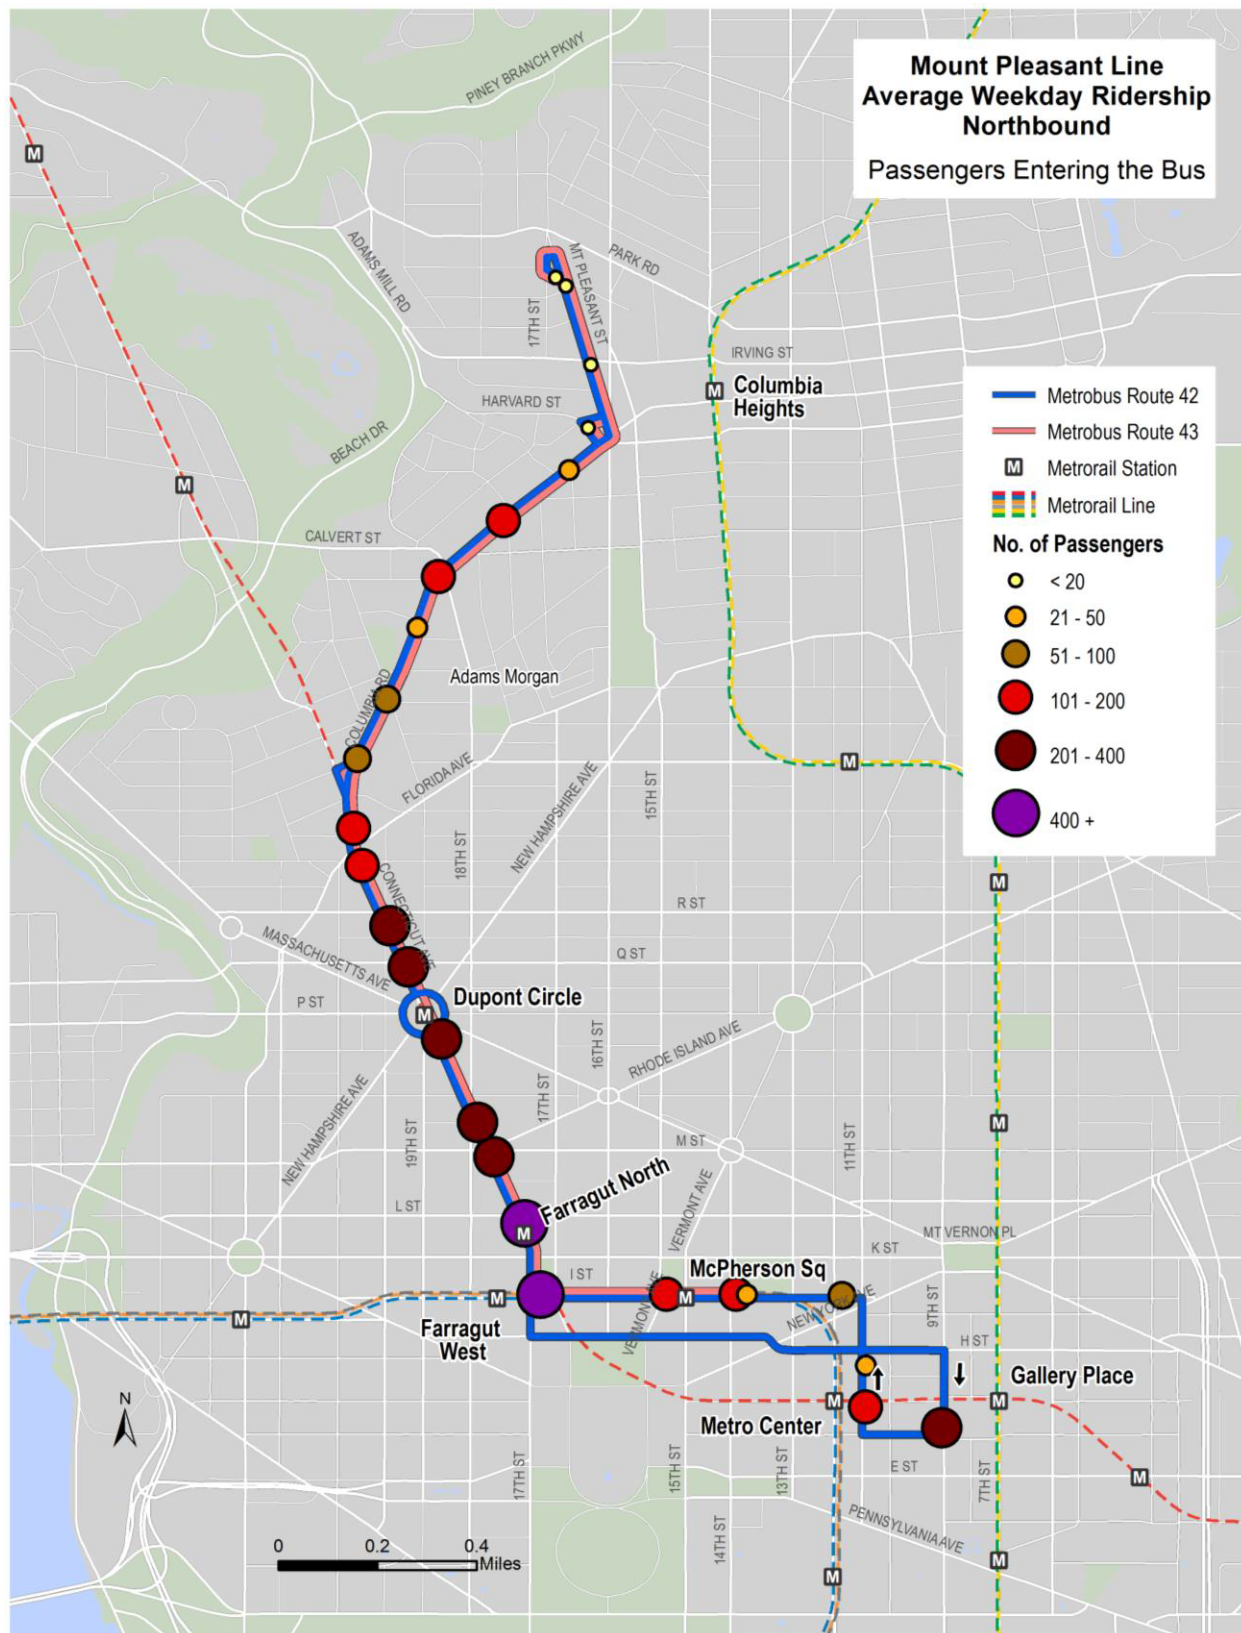 Mount Pleasant Line
Average Weekday Ridership
Northbound
Passengers Entering the Bus
PINEY BRANCH PKWY
ADAMS MILL RD
PARK RD
MT PLEASANT ST
17TH ST
IRVING ST
M
Columbia
Heights
HARVARD ST
BEACH DR
M
M
CALVERT ST
Metrobus Route 42
Metrobus Route 43
M Metrorail Station
Metrorail Line
No. of Passengers
< 20
21 - 50
51 - 100
101 - 200
201 - 400
400 +
COLUMBIA RD
Adams Morgan
FLORIDA AVE
NEW HAMPSHIRE AVE
15TH ST
M
18TH ST
CONNECTICUT AVE
R ST
M
MASSACHUSETTS AVE
Q ST
P ST
Dupont Circle
M
16TH ST
RHODE ISLAND AVE
NEW HAMPSHIRE AVE
19TH ST
17TH ST
M ST
11TH ST
M
L ST
Farragut North
M
VERMONT AVE
MT VERNON PL
K ST
I ST
McPherson Sq
M
M
M
VERMONT AVE
NEW YORK AVE
9TH ST
Farragut
West
H ST
Gallery Place
M
M
Metro Center
N
17TH ST
15TH ST
13TH ST
E ST
7TH ST
M
14TH ST
PENNSYLVANIA AVE
0 0.2 0.4
Miles
M
M